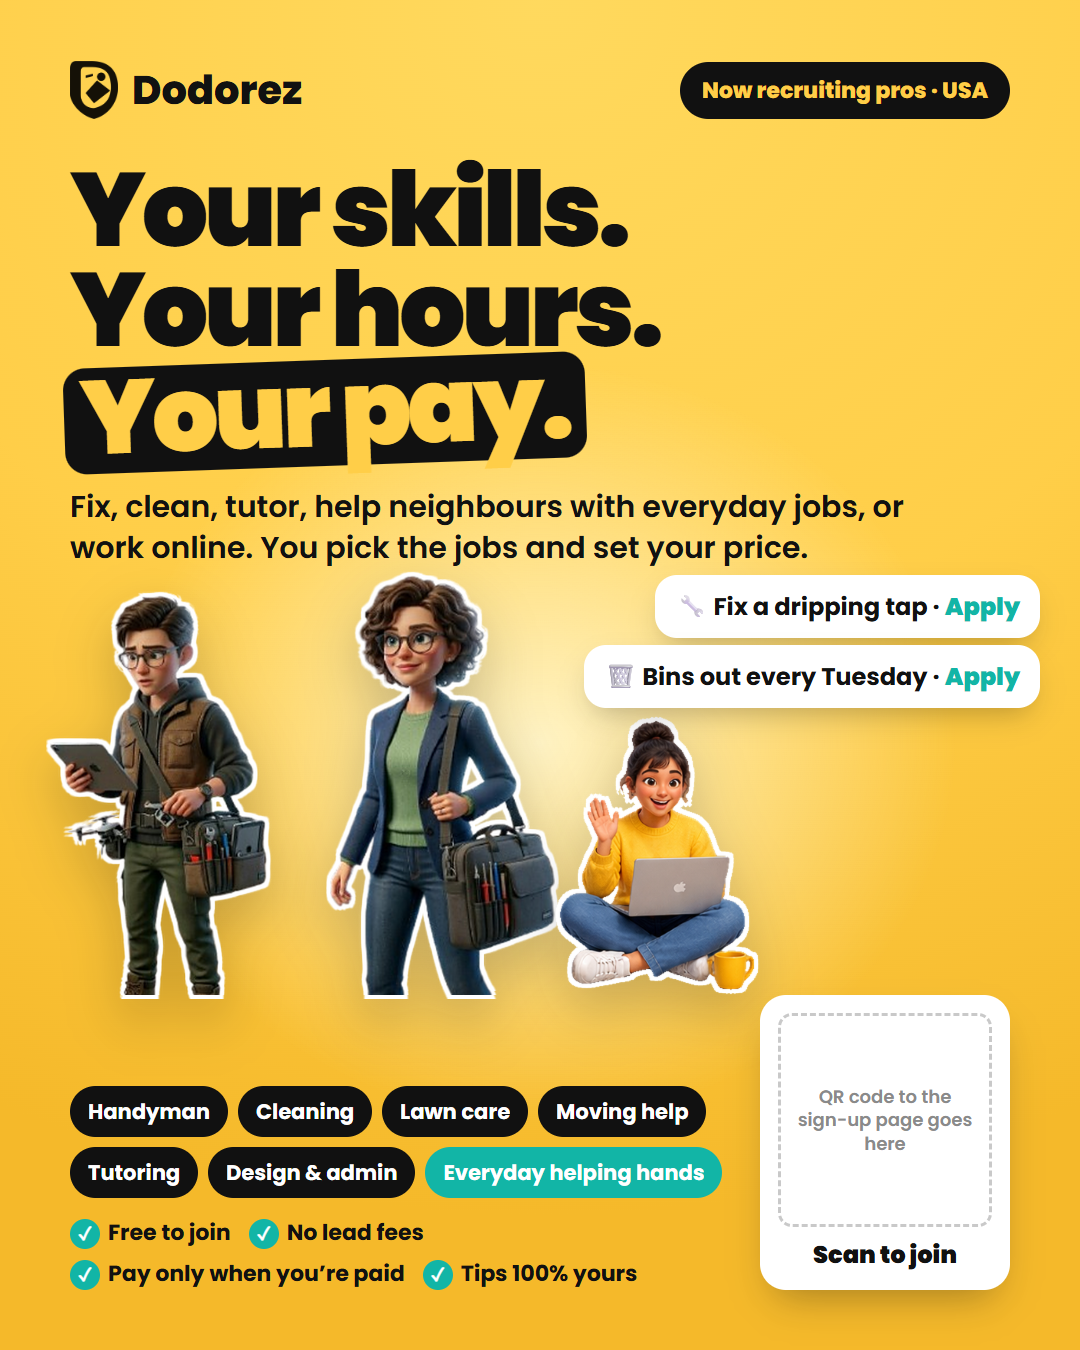 Dodorez
Now recruiting pros · USA
Your skills.
Your hours.
Your pay.
Fix, clean, tutor, help neighbours with everyday jobs, or
work online. You pick the jobs and set your price.
Fix a dripping tap · Apply
Bins out every Tuesday · Apply
Handyman
Cleaning
Lawn care
Moving help
Tutoring
Design & admin
Everyday helping hands
Free to join
No lead fees
Pay only when you’re paid
Tips 100% yours
QR code to the
sign-up page goes
here
Scan to join